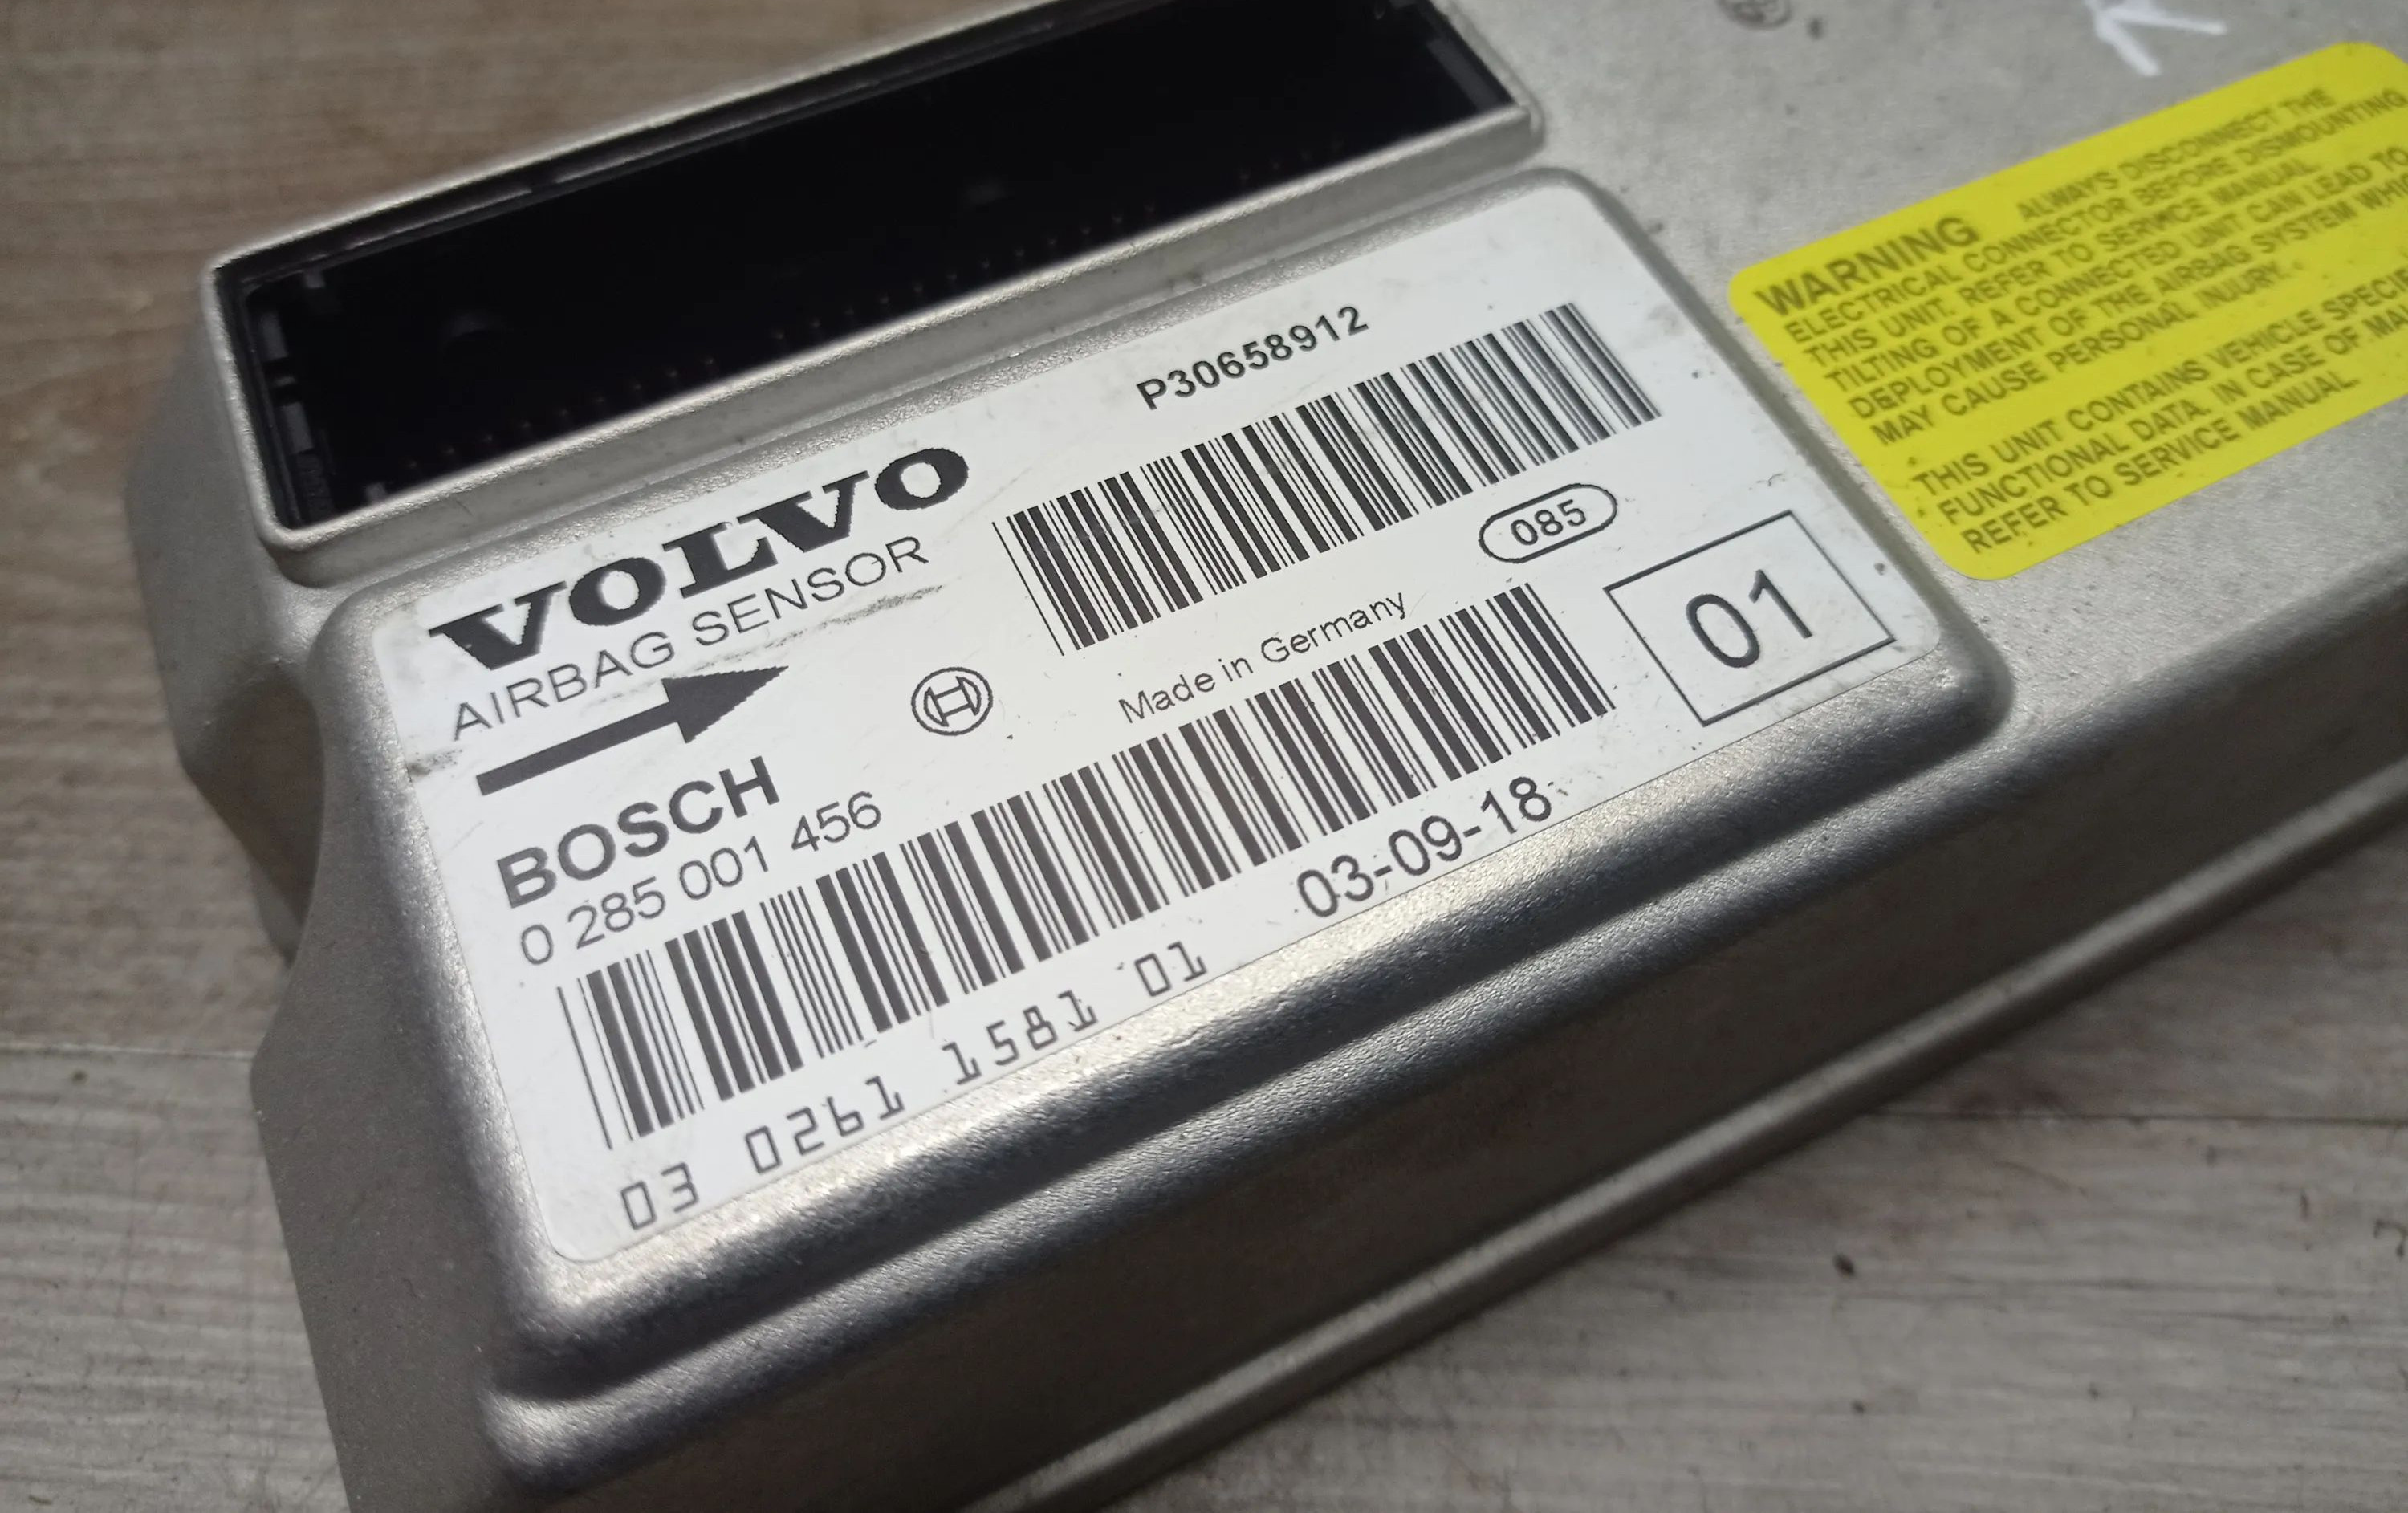 VOLVO
AIRBAG SENSOR
P30658912
085
01
Made in Germany
BOSCH
0 285 001 456
03-09-18
03 0261 1581 01
WARNING ALWAYS DISCONNECT THE
ELECTRICAL CONNECTOR BEFORE DISMOUNTING
THIS UNIT. REFER TO SERVICE MANUAL.
TILTING OF A CONNECTED UNIT CAN LEAD TO
DEPLOYMENT OF THE AIRBAG SYSTEM
MAY CAUSE PERSONAL INJURY.
THIS UNIT CONTAINS VEHICLE
FUNCTIONAL DATA. IN CASE OF
REFER TO SERVICE MANUAL.